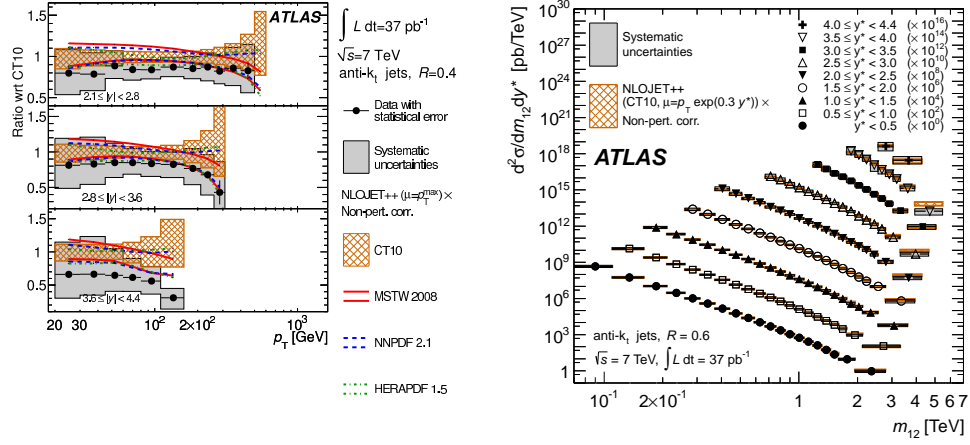 ATLAS
Ratio wrt CT10
1.5
1
0.5
2.1 ≤ |y| < 2.8
1.5
1
0.5
2.8 ≤ |y| < 3.6
1.5
1
0.5
3.6 ≤ |y| < 4.4
20 30 10² 2×10² 10³
p_T [GeV]
∫ L dt=37 pb⁻¹
√s=7 TeV
anti-k_t jets, R=0.4
Data with
statistical error
Systematic
uncertainties
NLOJET++ (μ=p_T^max) ×
Non-pert. corr.
CT10
MSTW 2008
NNPDF 2.1
HERAPDF 1.5
d²σ/dm₁₂dy* [pb/TeV]
10³⁰
10²⁷
10²⁴
10²¹
10¹⁸
10¹⁵
10¹²
10⁹
10⁶
10³
1
Systematic
uncertainties
NLOJET++
(CT10, μ=p_T exp(0.3 y*)) ×
Non-pert. corr.
4.0 ≤ y* < 4.4 (× 10¹⁶)
3.5 ≤ y* < 4.0 (× 10¹⁴)
3.0 ≤ y* < 3.5 (× 10¹²)
2.5 ≤ y* < 3.0 (× 10¹⁰)
2.0 ≤ y* < 2.5 (× 10⁸)
1.5 ≤ y* < 2.0 (× 10⁶)
1.0 ≤ y* < 1.5 (× 10⁴)
0.5 ≤ y* < 1.0 (× 10²)
y* < 0.5 (× 10⁰)
ATLAS
anti-k_t jets, R = 0.6
√s = 7 TeV, ∫ L dt = 37 pb⁻¹
10⁻¹ 2×10⁻¹ 1 2 3 4 5 6 7
m₁₂ [TeV]